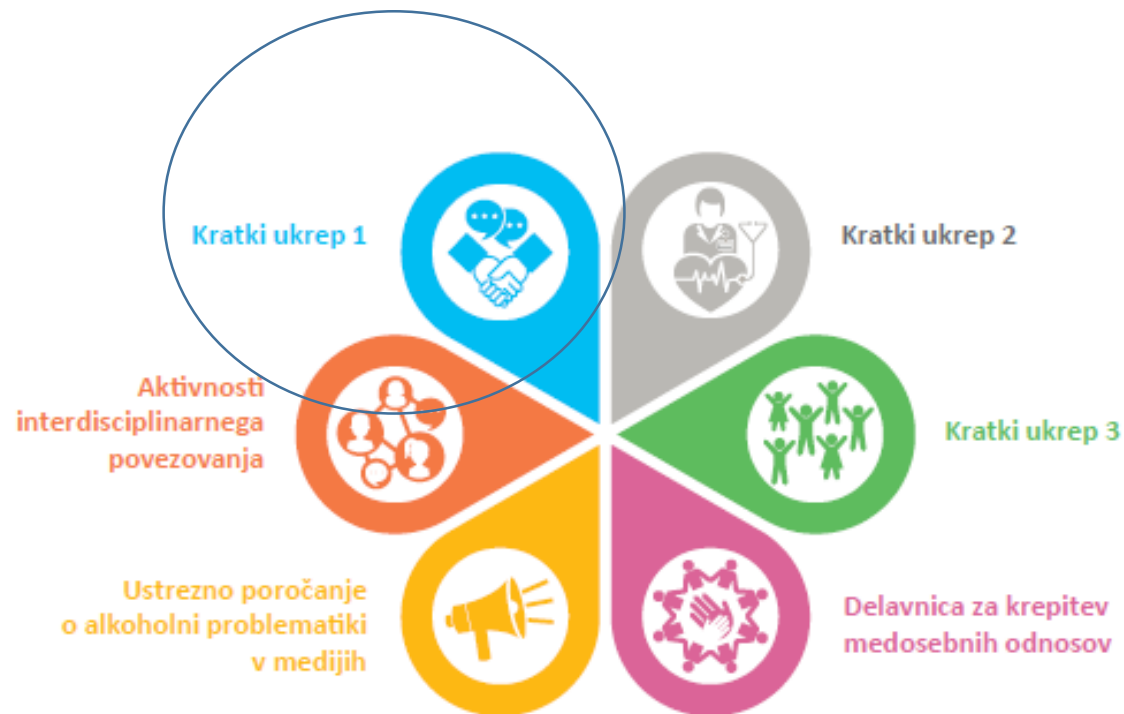 Kratki ukrep 1
Kratki ukrep 2
Aktivnosti
interdisciplinarnega
povezovanja
Kratki ukrep 3
Ustrezno poročanje
o alkoholni problematiki
v medijih
Delavnica za krepitev
medosebnih odnosov